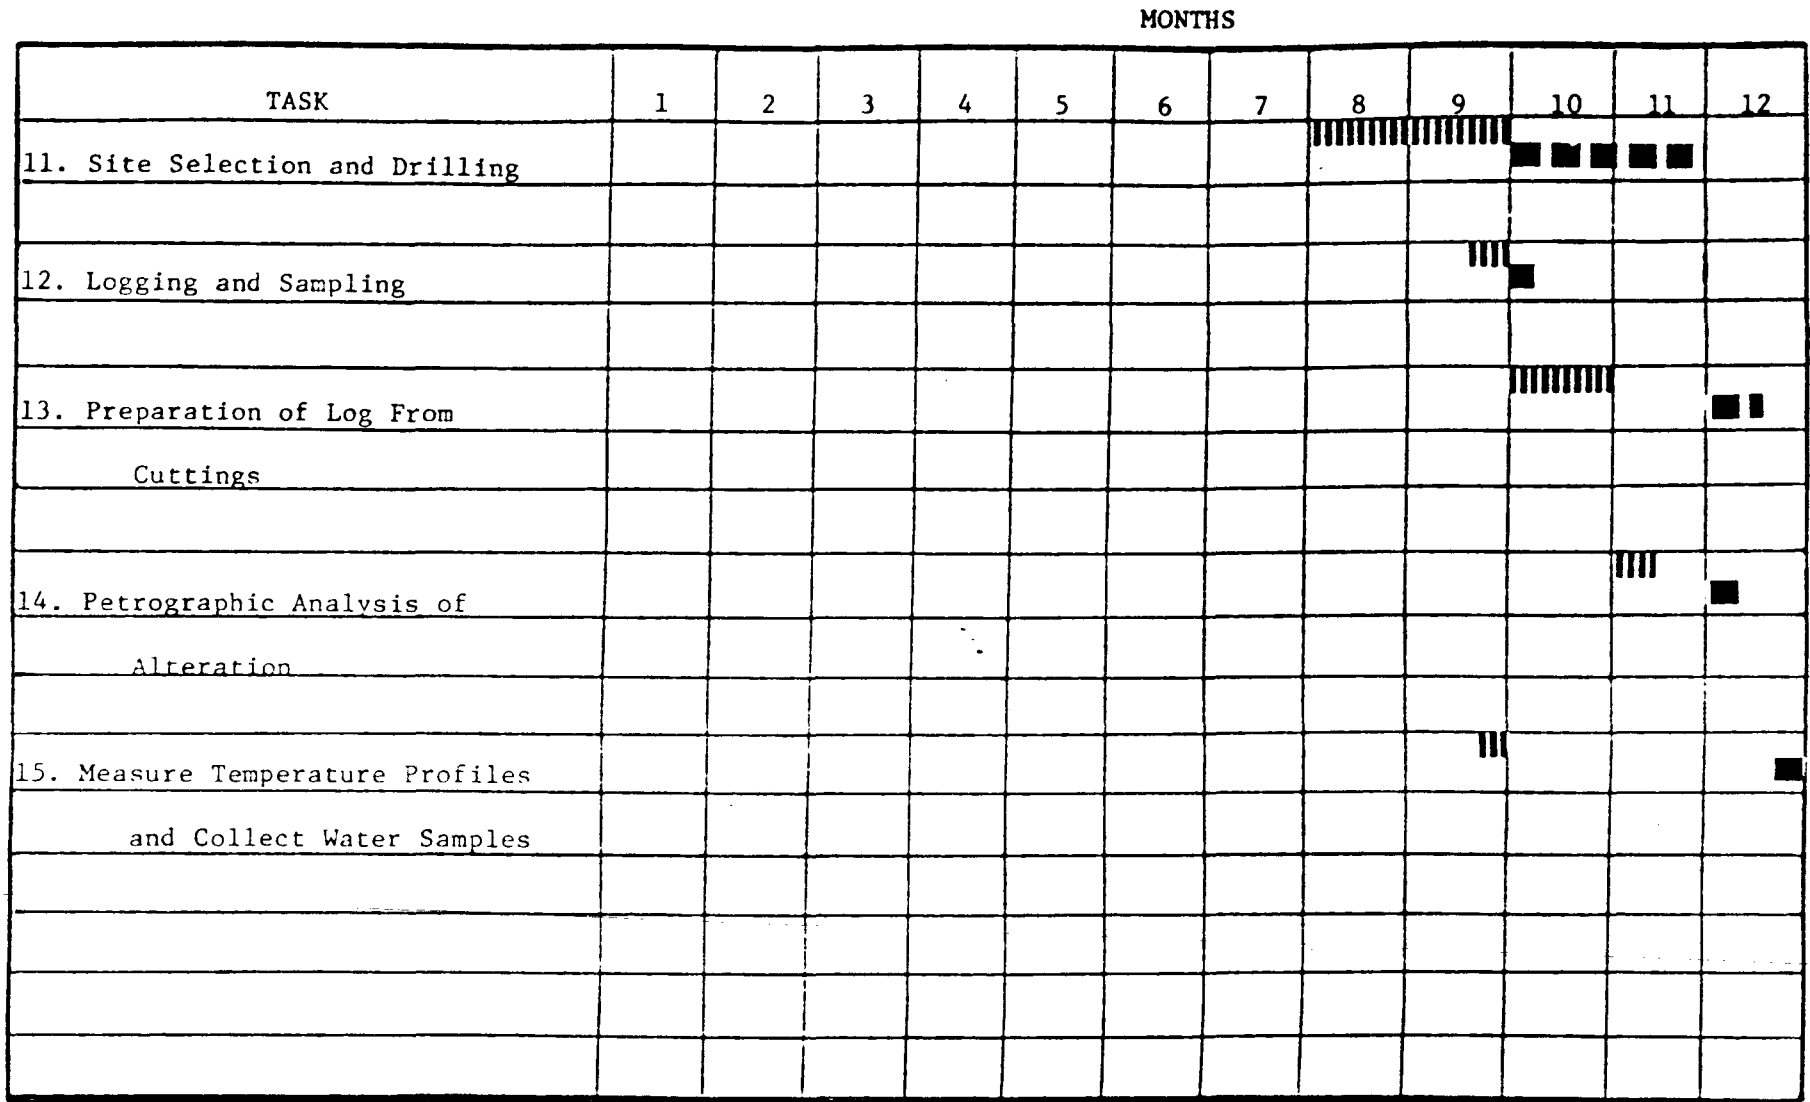 MONTHS
TASK 1 2 3 4 5 6 7 8 9 10 11 12
11. Site Selection and Drilling
12. Logging and Sampling
13. Preparation of Log From
Cuttings
14. Petrographic Analysis of
Alteration
15. Measure Temperature Profiles
and Collect Water Samples